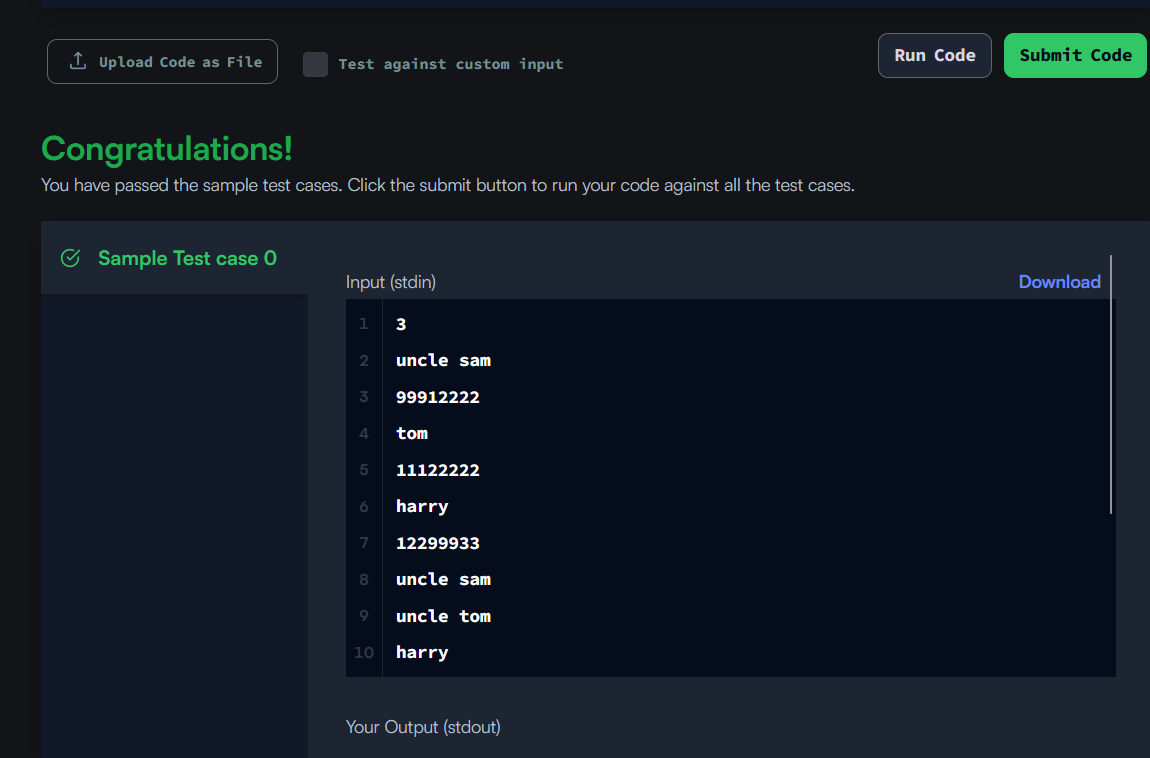 Upload Code as File
Test against custom input
Run Code
Submit Code
Congratulations!
You have passed the sample test cases. Click the submit button to run your code against all the test cases.
Sample Test case 0
Input (stdin)
Download
1 3
2 uncle sam
3 99912222
4 tom
5 11122222
6 harry
7 12299933
8 uncle sam
9 uncle tom
10 harry
Your Output (stdout)